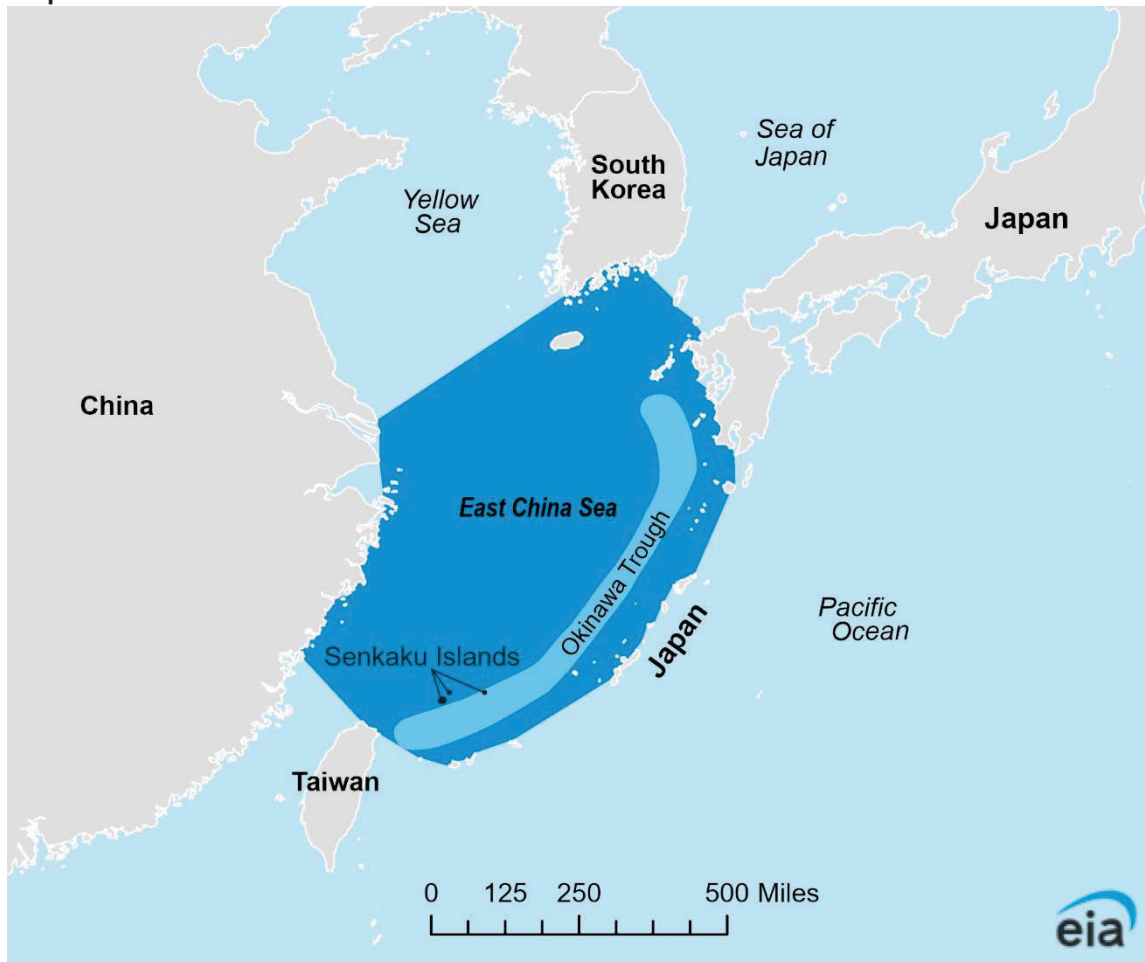 Sea of
Japan
South
Korea
Yellow
Sea
Japan
China
East China Sea
Okinawa Trough
Pacific
Ocean
Japan
Senkaku Islands
Taiwan
0 125 250 500 Miles
eia